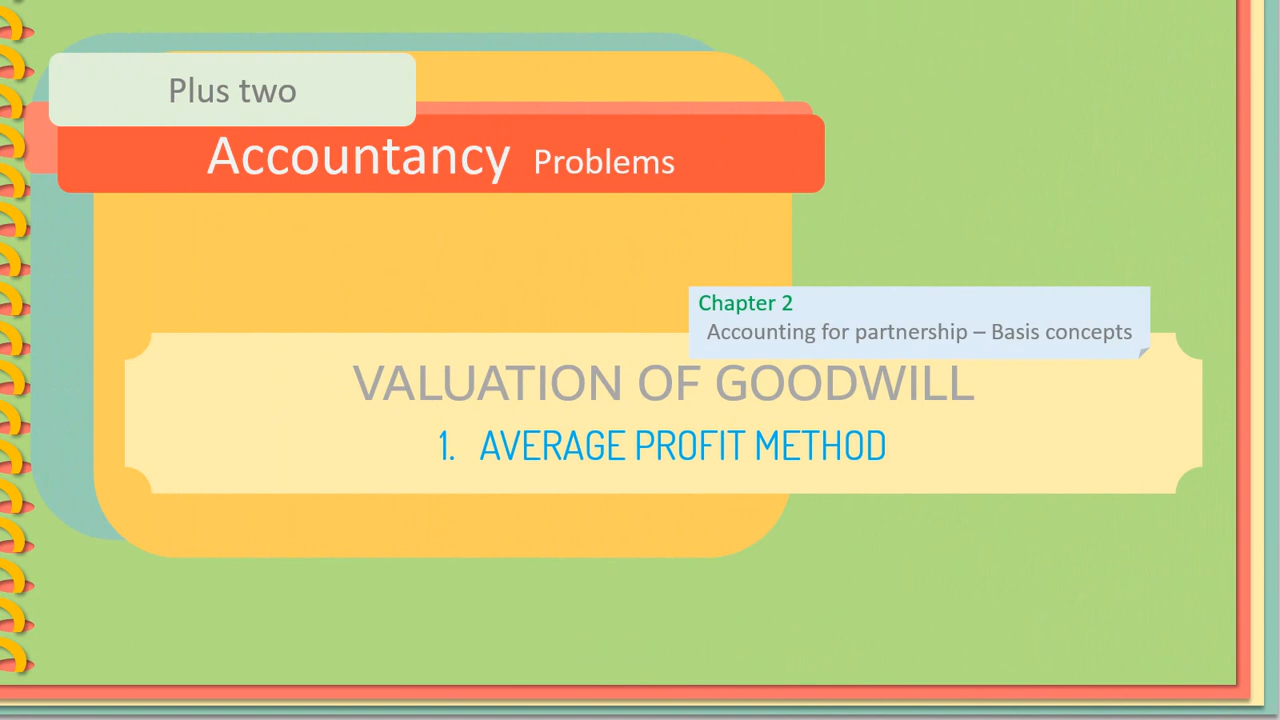 Plus two
Accountancy Problems
Chapter 2
Accounting for partnership – Basis concepts
VALUATION OF GOODWILL
1. AVERAGE PROFIT METHOD